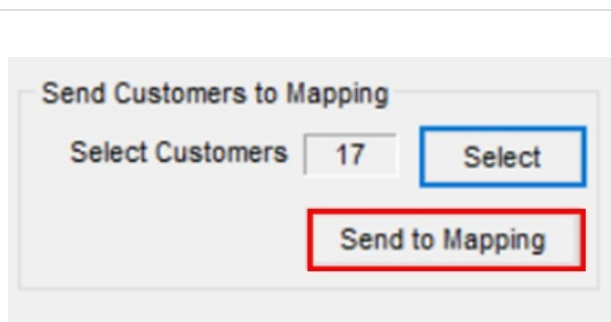 Send Customers to Mapping
Select Customers 17 Select
Send to Mapping